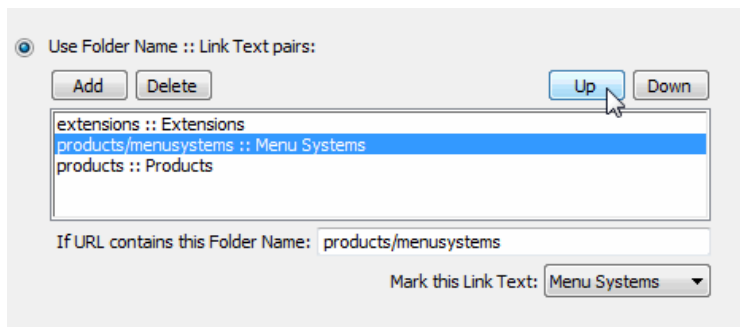 Use Folder Name :: Link Text pairs:
Add Delete Up Down
extensions :: Extensions
products/menusystems :: Menu Systems
products :: Products
If URL contains this Folder Name: products/menusystems
Mark this Link Text: Menu Systems